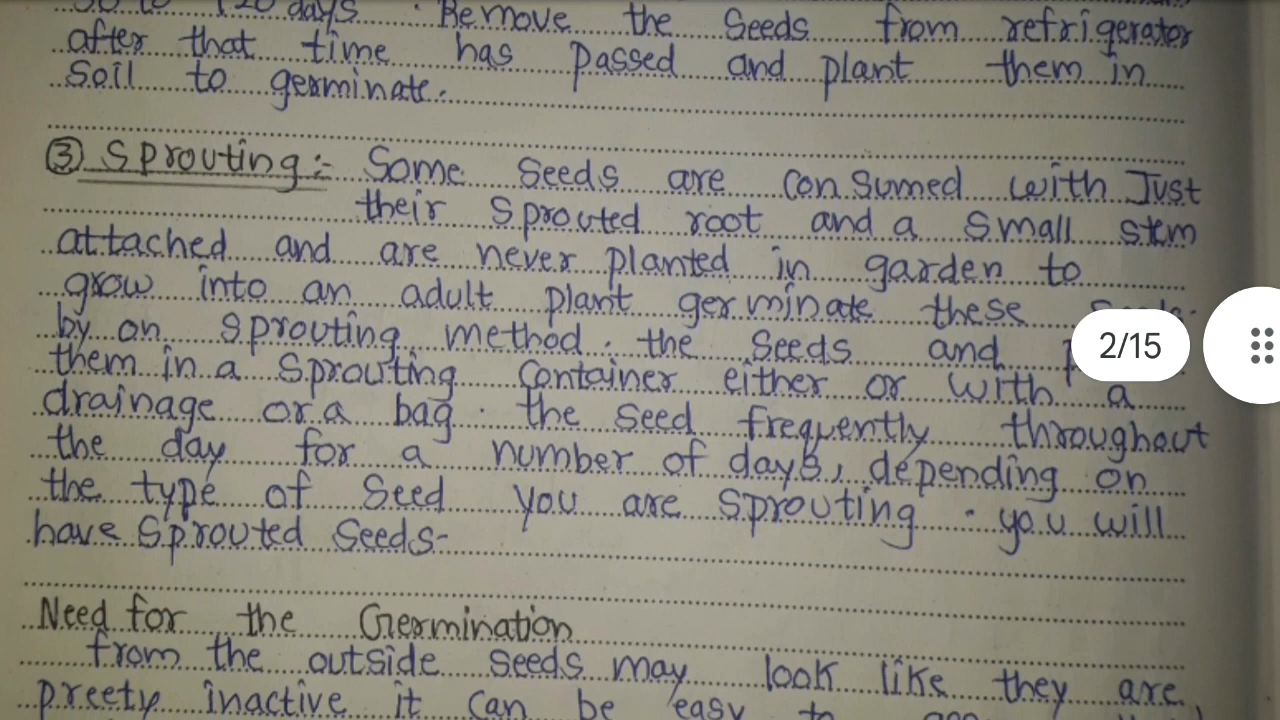 days. Remove the Seeds from refrigerator
after that time has passed and plant them in
Soil to germinate.
③ Sprouting:- Some Seeds are Consumed with Just
their Sprouted root and a Small stem
attached and are never planted in garden to
grow into an adult plant germinate these
by on Sprouting method. the Seeds and
them in a Sprouting Container either or with a
drainage or a bag. the Seed frequently throughout
the day for a number of days, depending on
the type of Seed you are Sprouting. you will
have Sprouted Seeds-
Need for the Germination
from the outside seeds may look like they are
preety inactive it can be easy to
2/15